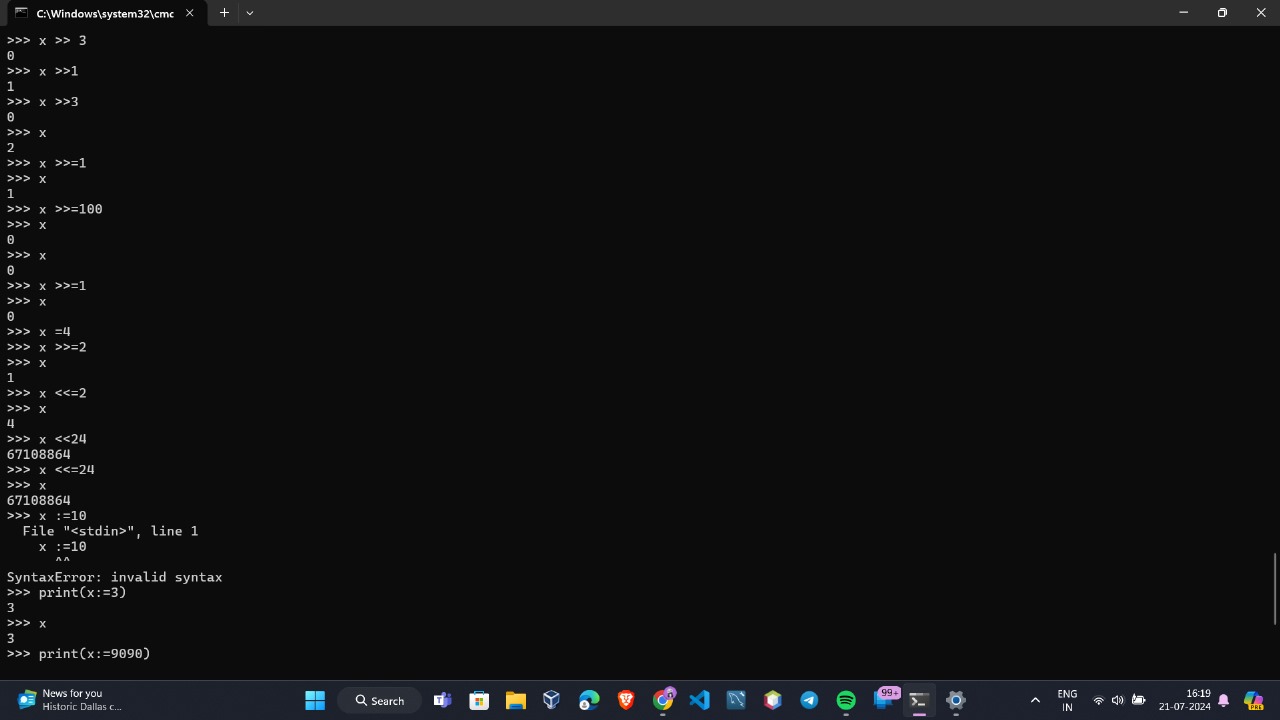 C:\Windows\system32\cmc
>>> x >> 3
0
>>> x >>1
1
>>> x >>3
0
>>> x
2
>>> x >>=1
>>> x
1
>>> x >>=100
>>> x
0
>>> x
0
>>> x >>=1
>>> x
0
>>> x =4
>>> x >>=2
>>> x
1
>>> x <<=2
>>> x
4
>>> x <<24
67108864
>>> x <<=24
>>> x
67108864
>>> x :=10
  File "<stdin>", line 1
    x :=10
      ^^
SyntaxError: invalid syntax
>>> print(x:=3)
3
>>> x
3
>>> print(x:=9090)
News for you
Historic Dallas c...
Search
99+
ENG
IN
16:19
21-07-2024
PRE